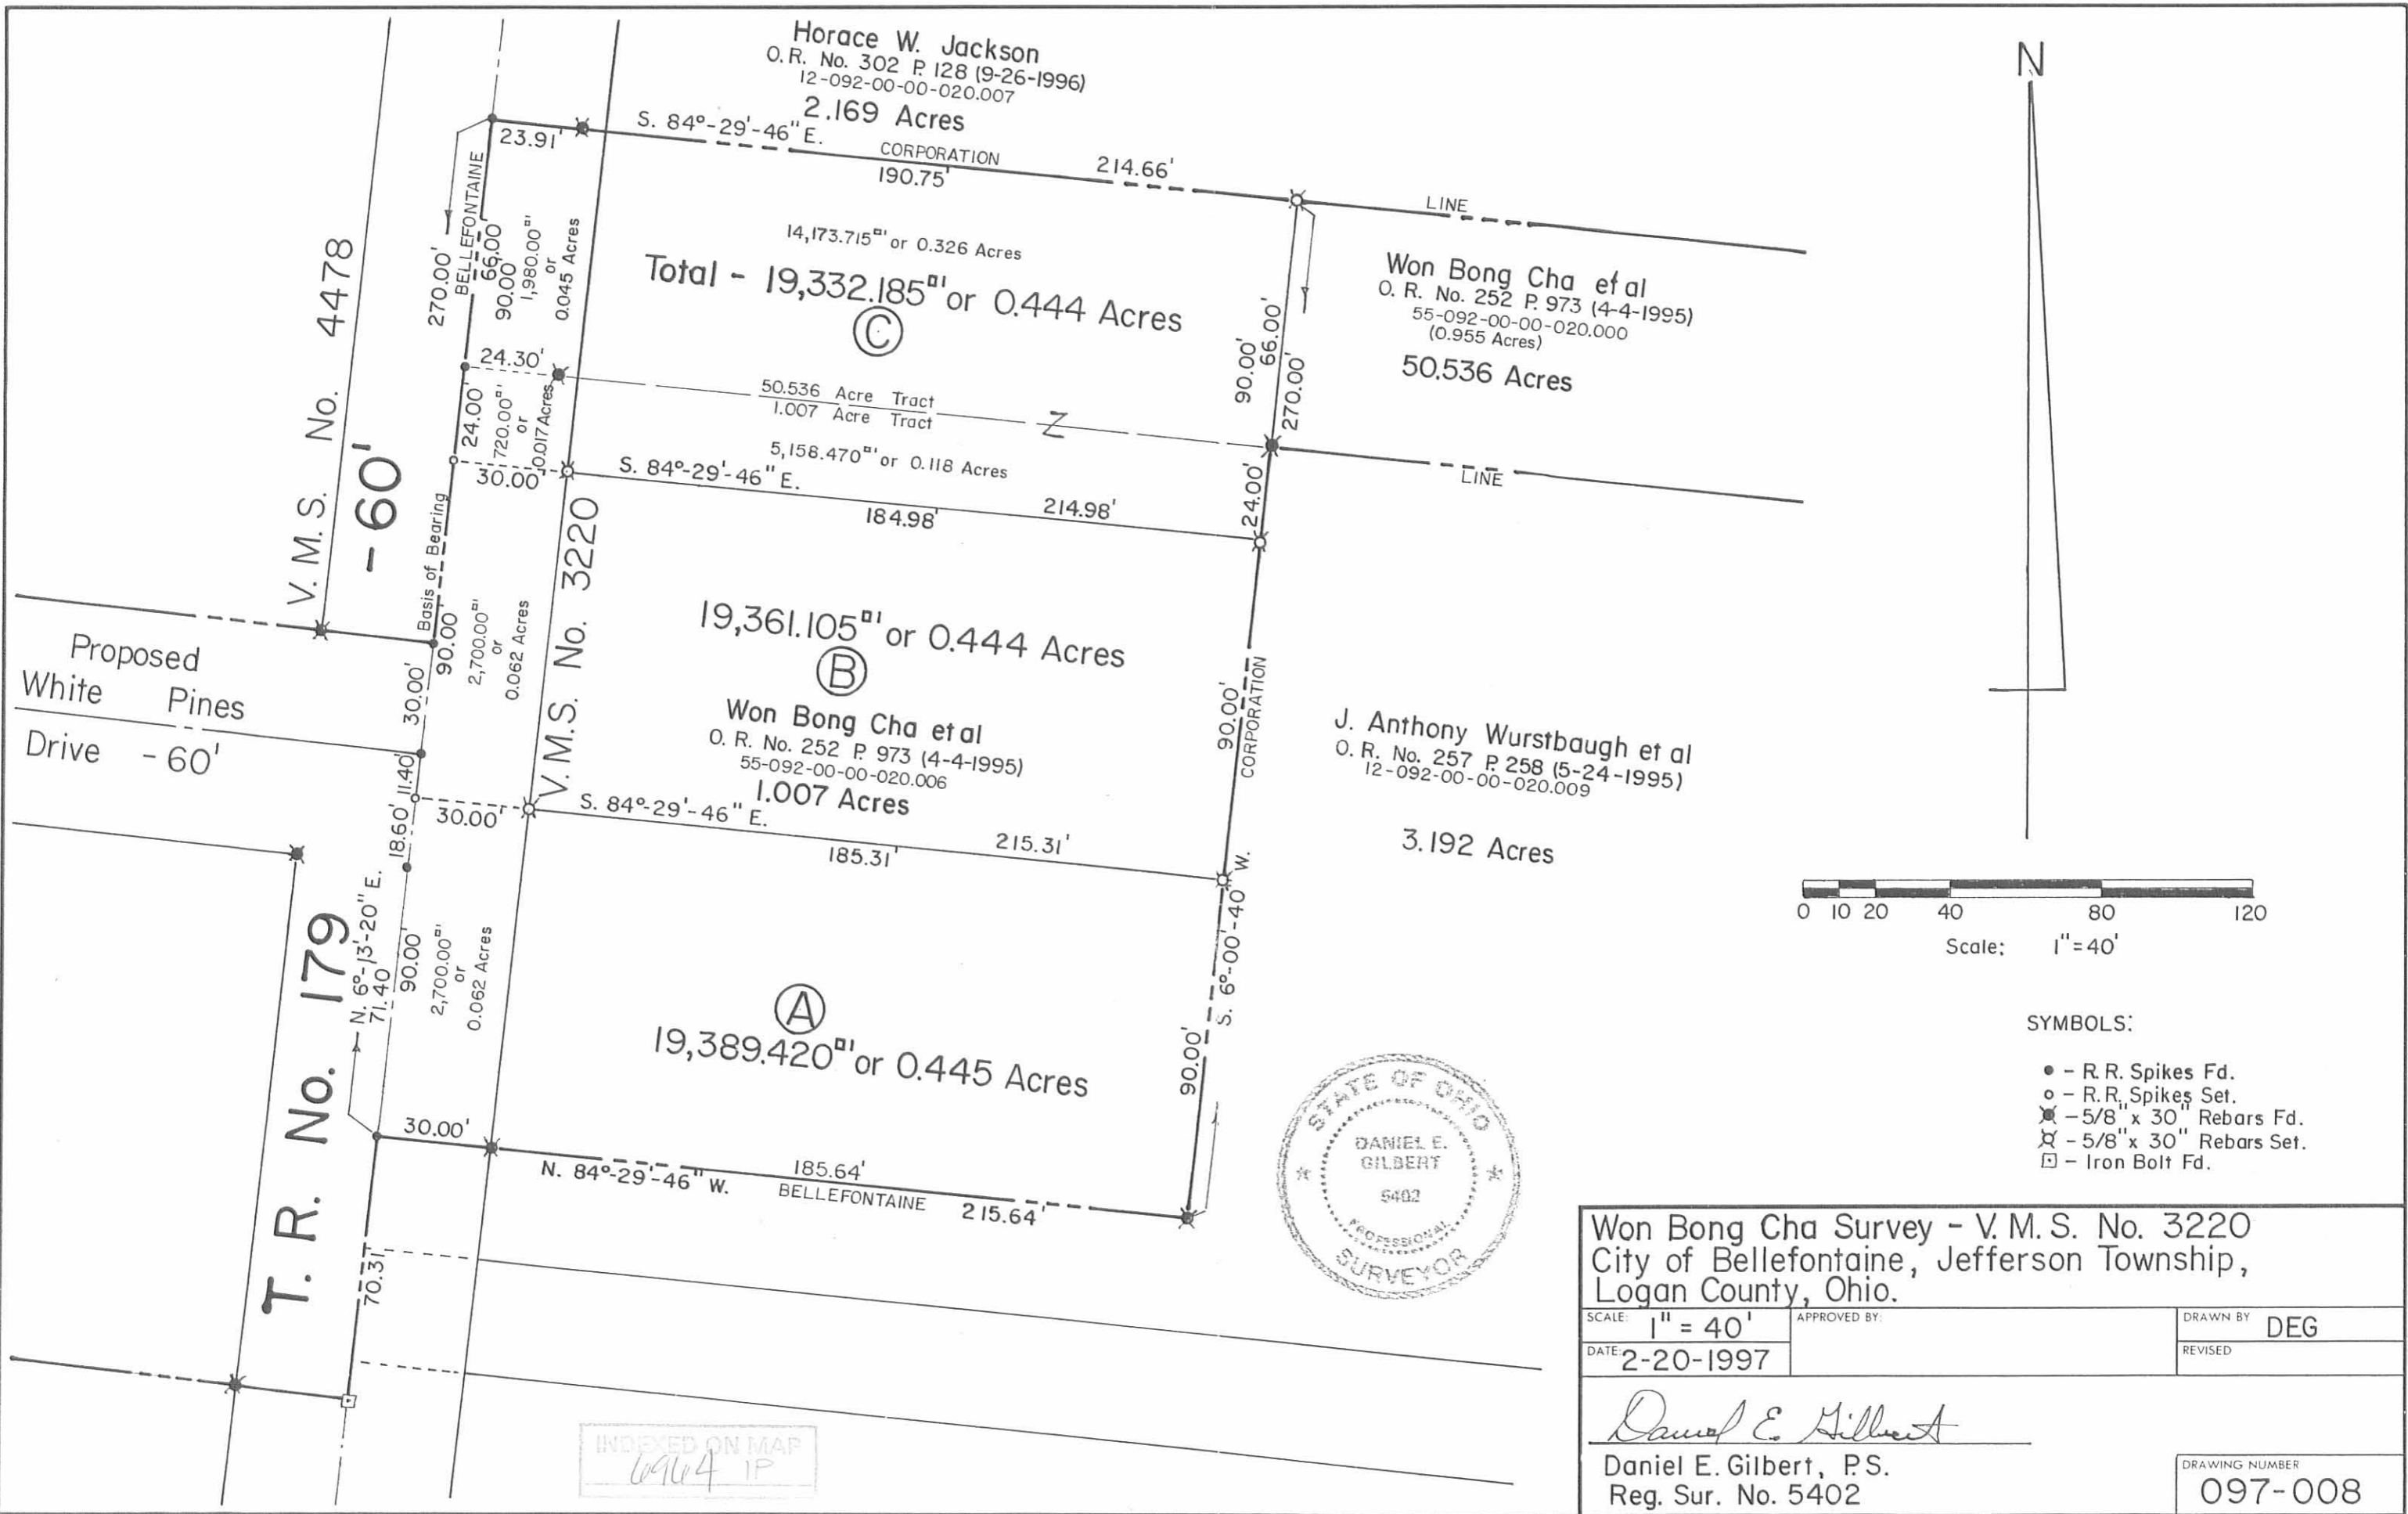 Horace W. Jackson
O.R. No. 302 P. 128 (9-26-1996)
12-092-00-00-020.007
2.169 Acres
N
23.91'
S. 84°-29'-46" E.
CORPORATION
214.66'
190.75'
LINE
270.00'
BELLEFONTAINE
66.00'
90.00'
1,980.00□'
or
0.045 Acres
14,173.715□' or 0.326 Acres
Total - 19,332.185□' or 0.444 Acres
C
90.00'
66.00'
270.00'
Won Bong Cha et al
O. R. No. 252 P. 973 (4-4-1995)
55-092-00-00-020.000
(0.955 Acres)
50.536 Acres
V. M. S. No. 4478
- 60'
24.30'
24.00'
720.00□'
or
0.017 Acres
50.536 Acre Tract
1.007 Acre Tract
Z
5,158.470□' or 0.118 Acres
30.00'
S. 84°-29'-46" E.
214.98'
184.98'
24.00'
LINE
Basis of Bearing
90.00'
2,700.00□'
or
0.062 Acres
V. M. S. No. 3220
19,361.105□' or 0.444 Acres
B
Won Bong Cha et al
O. R. No. 252 P. 973 (4-4-1995)
55-092-00-00-020.006
1.007 Acres
90.00'
CORPORATION
J. Anthony Wurstbaugh et al
O. R. No. 257 P. 258 (5-24-1995)
12-092-00-00-020.009
3.192 Acres
Proposed
White Pines
Drive - 60'
30.00'
11.40'
18.60'
30.00'
S. 84°-29'-46" E.
215.31'
185.31'
T. R. No. 179
N. 6°-13'-20" E.
71.40'
90.00'
2,700.00□'
or
0.062 Acres
A
19,389.420□' or 0.445 Acres
S. 6°-00'-40" W.
90.00'
30.00'
N. 84°-29'-46" W.
185.64'
BELLEFONTAINE
215.64'
70.31'
STATE OF OHIO
DANIEL E.
GILBERT
5402
PROFESSIONAL
SURVEYOR
0 10 20 40 80 120
Scale: 1"=40'
SYMBOLS:
● - R.R. Spikes Fd.
○ - R.R. Spikes Set.
- 5/8" x 30" Rebars Fd.
- 5/8" x 30" Rebars Set.
⊡ - Iron Bolt Fd.
INDEXED ON MAP
6964 IP
Won Bong Cha Survey - V. M. S. No. 3220
City of Bellefontaine, Jefferson Township,
Logan County, Ohio.
SCALE: 1" = 40'
APPROVED BY:
DRAWN BY DEG
DATE: 2-20-1997
REVISED
Daniel E. Gilbert
Daniel E. Gilbert, P.S.
Reg. Sur. No. 5402
DRAWING NUMBER
097-008